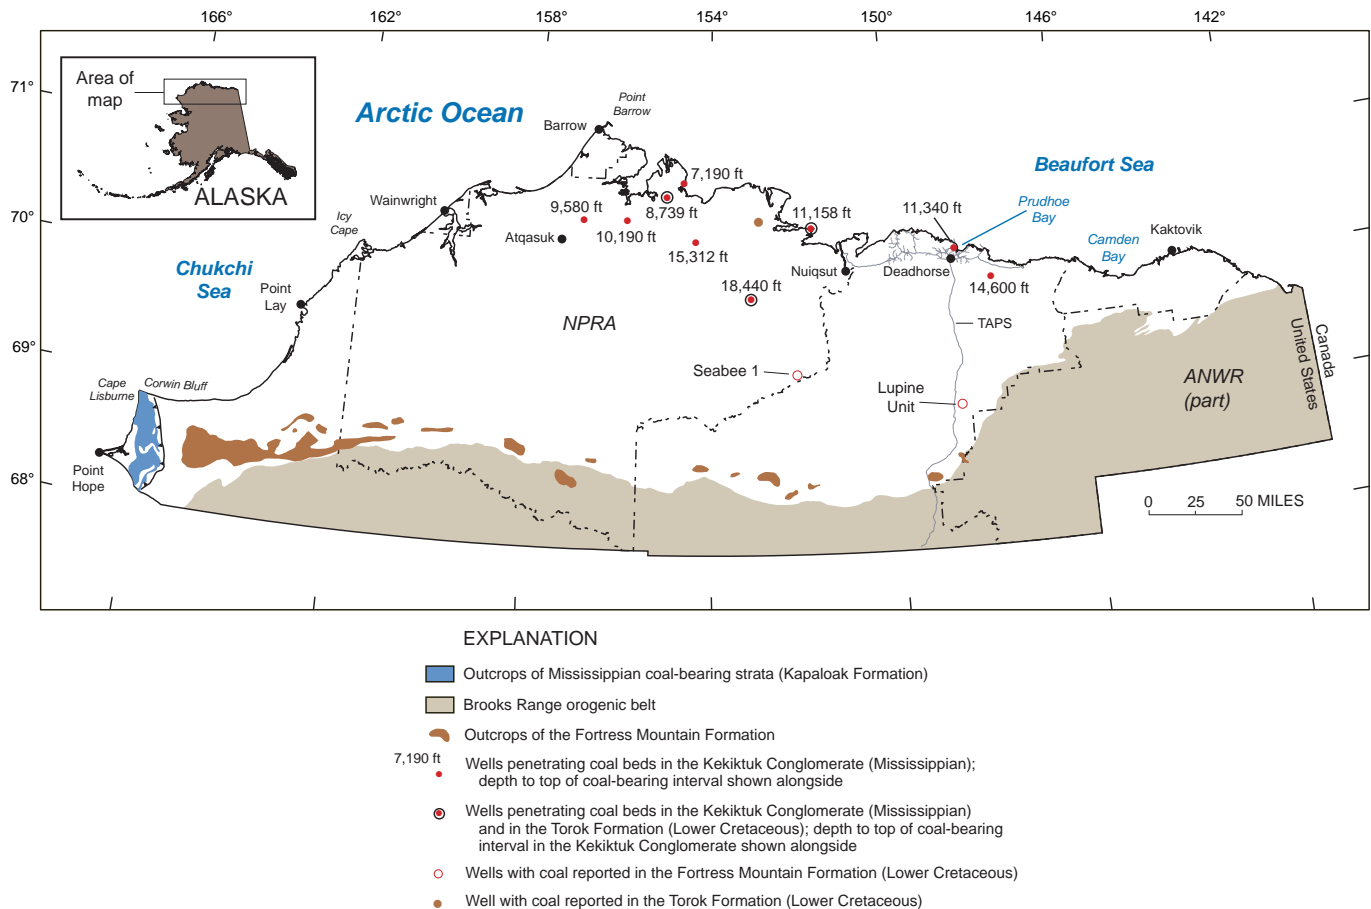 166°
162°
158°
154°
150°
146°
142°
71°
70°
69°
68°
Area of
map
ALASKA
Arctic Ocean
Point
Barrow
Barrow
Beaufort Sea
Wainwright
7,190 ft
9,580 ft
8,739 ft
11,158 ft
11,340 ft
Prudhoe
Bay
Icy
Cape
Atqasuk
10,190 ft
15,312 ft
Camden
Bay
Kaktovik
Chukchi
Sea
Nuiqsut
Deadhorse
18,440 ft
14,600 ft
Point
Lay
NPRA
TAPS
Canada
United States
Cape
Lisburne
Corwin Bluff
Seabee 1
Lupine
Unit
ANWR
(part)
Point
Hope
0 25 50 MILES
EXPLANATION
Outcrops of Mississippian coal-bearing strata (Kapaloak Formation)
Brooks Range orogenic belt
Outcrops of the Fortress Mountain Formation
7,190 ft
Wells penetrating coal beds in the Kekiktuk Conglomerate (Mississippian);
depth to top of coal-bearing interval shown alongside
Wells penetrating coal beds in the Kekiktuk Conglomerate (Mississippian)
and in the Torok Formation (Lower Cretaceous); depth to top of coal-bearing
interval in the Kekiktuk Conglomerate shown alongside
Wells with coal reported in the Fortress Mountain Formation (Lower Cretaceous)
Well with coal reported in the Torok Formation (Lower Cretaceous)